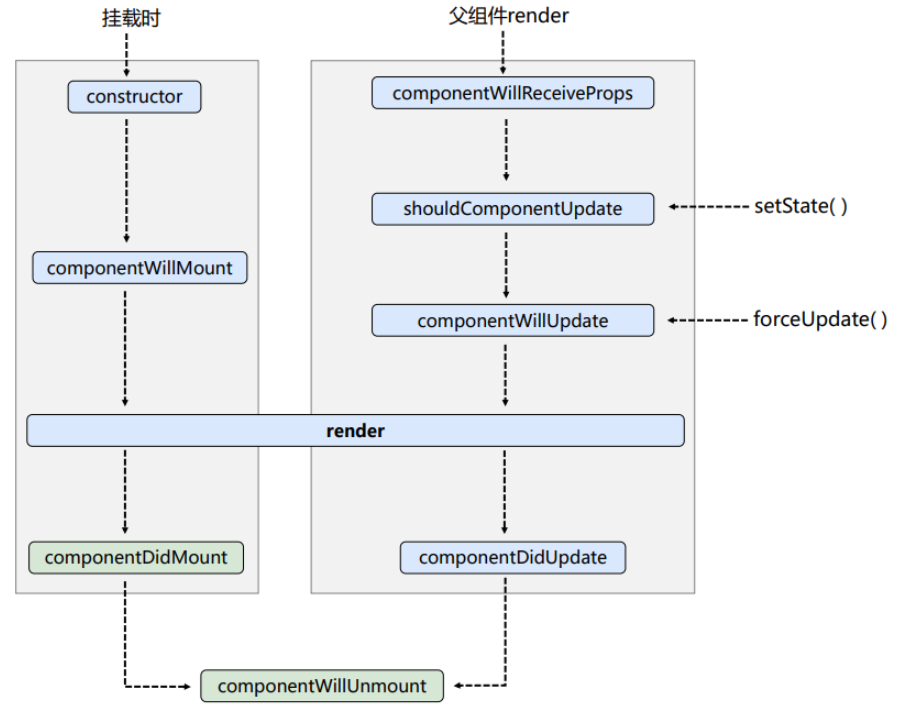 挂载时
父组件render
constructor
componentWillReceiveProps
shouldComponentUpdate
setState( )
componentWillMount
componentWillUpdate
forceUpdate( )
render
componentDidMount
componentDidUpdate
componentWillUnmount